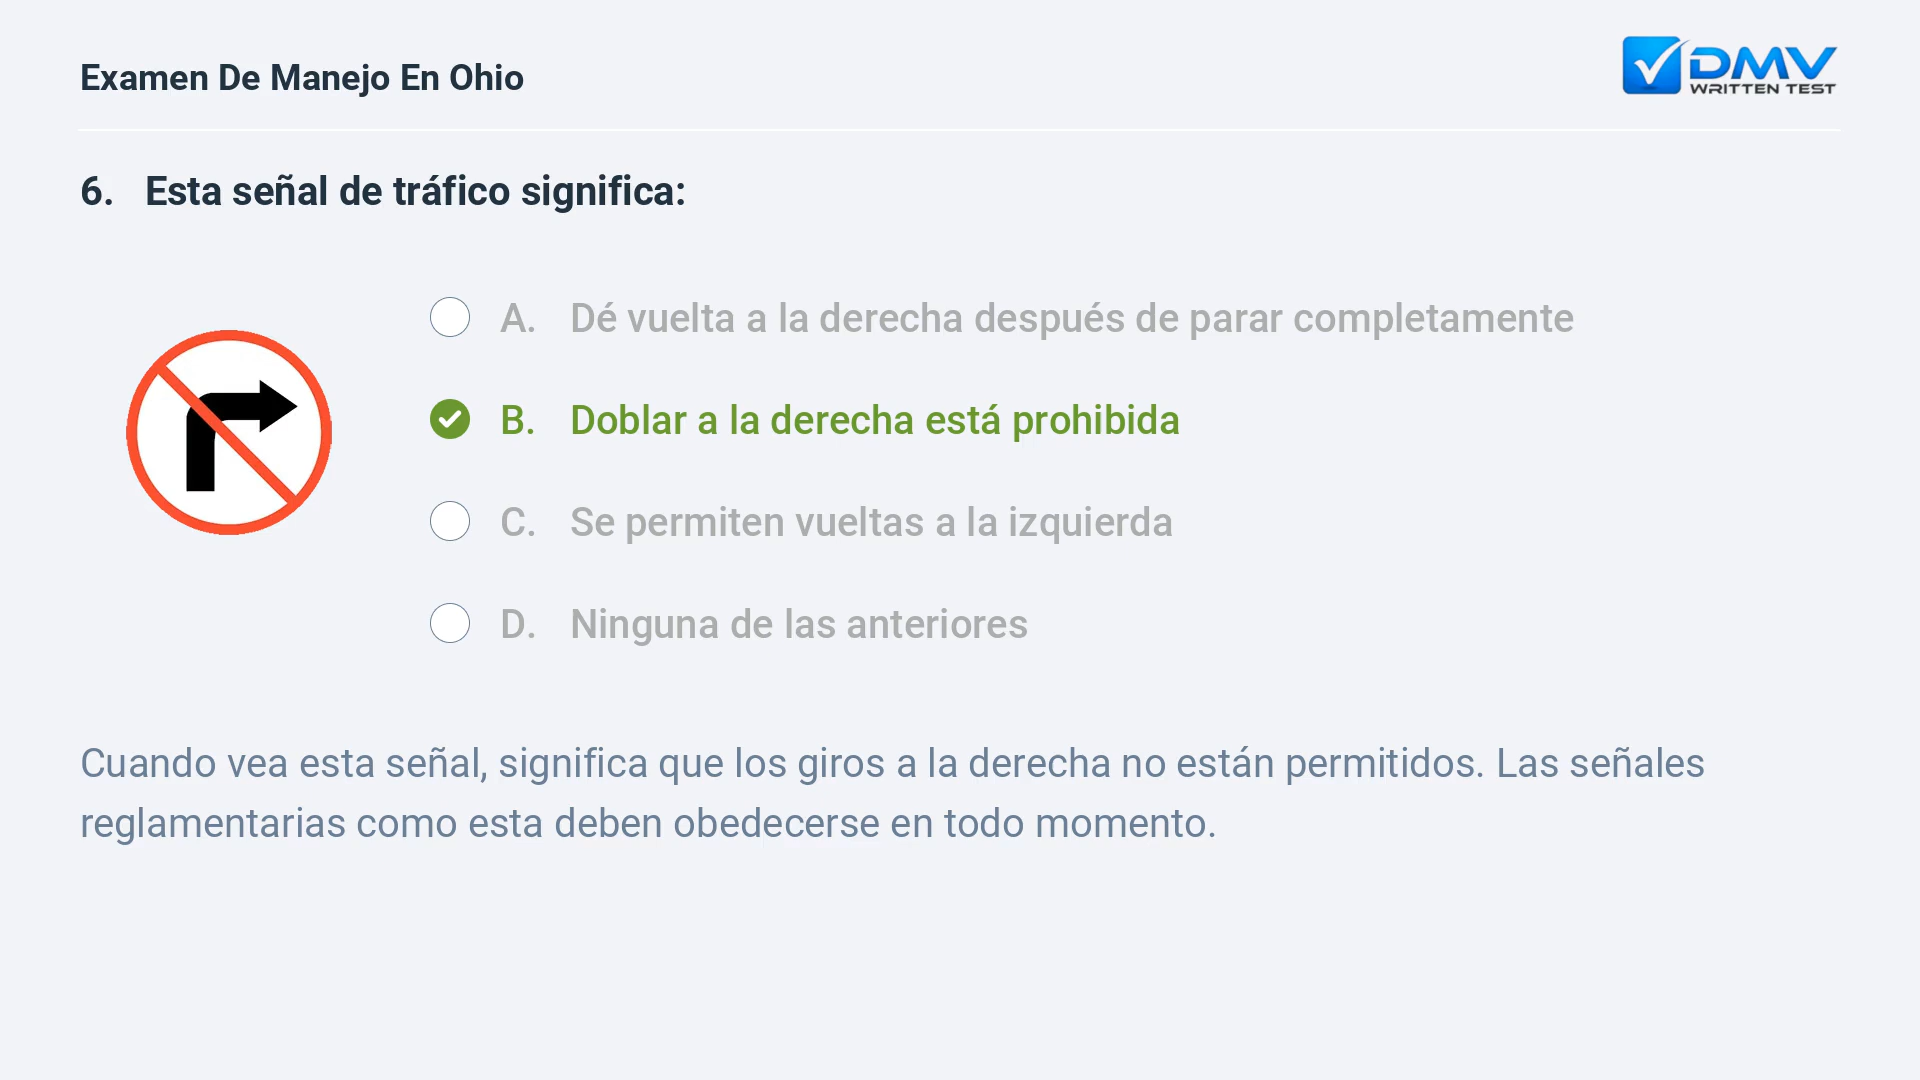 Examen De Manejo En Ohio
DMV
WRITTEN TEST
6. Esta señal de tráfico significa:
A. Dé vuelta a la derecha después de parar completamente
B. Doblar a la derecha está prohibida
C. Se permiten vueltas a la izquierda
D. Ninguna de las anteriores
Cuando vea esta señal, significa que los giros a la derecha no están permitidos. Las señales
reglamentarias como esta deben obedecerse en todo momento.